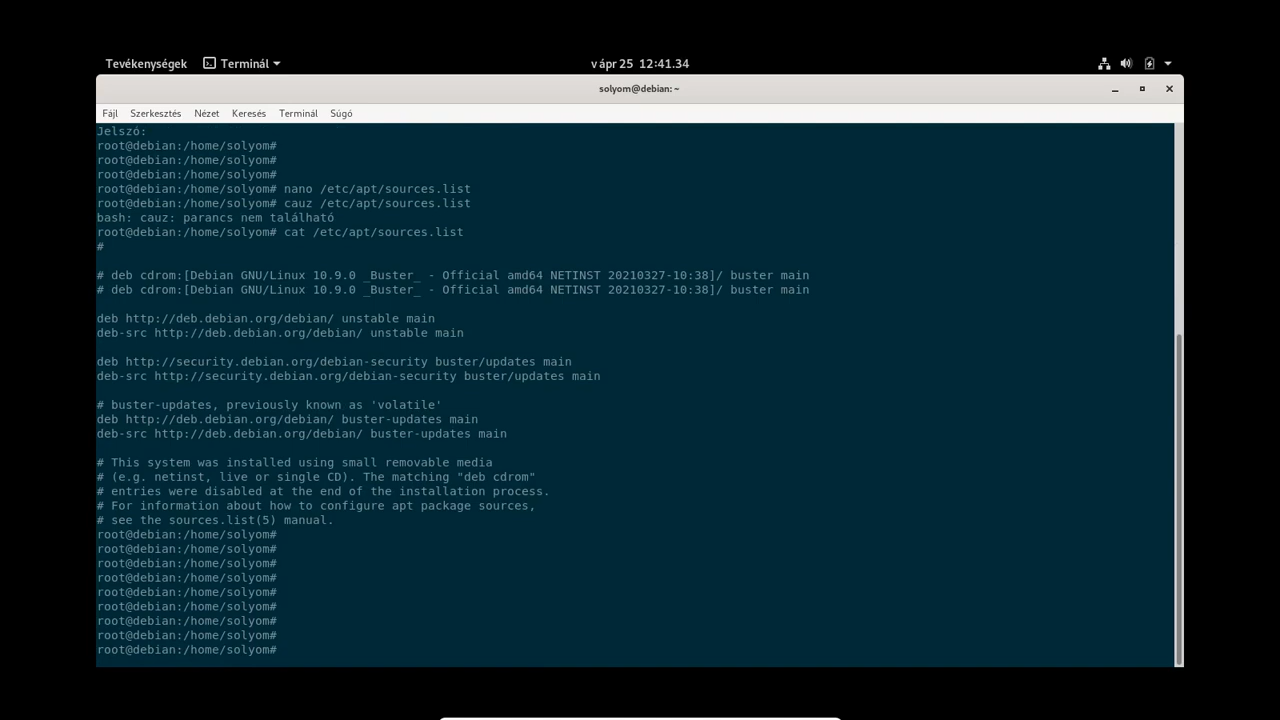 Tevékenységek Terminál v ápr 25 12:41.34
solyom@debian: ~
Fájl Szerkesztés Nézet Keresés Terminál Súgó
Jelszó:
root@debian:/home/solyom#
root@debian:/home/solyom#
root@debian:/home/solyom#
root@debian:/home/solyom# nano /etc/apt/sources.list
root@debian:/home/solyom# cauz /etc/apt/sources.list
bash: cauz: parancs nem található
root@debian:/home/solyom# cat /etc/apt/sources.list
#
# deb cdrom:[Debian GNU/Linux 10.9.0 _Buster_ - Official amd64 NETINST 20210327-10:38]/ buster main
# deb cdrom:[Debian GNU/Linux 10.9.0 _Buster_ - Official amd64 NETINST 20210327-10:38]/ buster main
deb http://deb.debian.org/debian/ unstable main
deb-src http://deb.debian.org/debian/ unstable main
deb http://security.debian.org/debian-security buster/updates main
deb-src http://security.debian.org/debian-security buster/updates main
# buster-updates, previously known as 'volatile'
deb http://deb.debian.org/debian/ buster-updates main
deb-src http://deb.debian.org/debian/ buster-updates main
# This system was installed using small removable media
# (e.g. netinst, live or single CD). The matching "deb cdrom"
# entries were disabled at the end of the installation process.
# For information about how to configure apt package sources,
# see the sources.list(5) manual.
root@debian:/home/solyom#
root@debian:/home/solyom#
root@debian:/home/solyom#
root@debian:/home/solyom#
root@debian:/home/solyom#
root@debian:/home/solyom#
root@debian:/home/solyom#
root@debian:/home/solyom#
root@debian:/home/solyom#